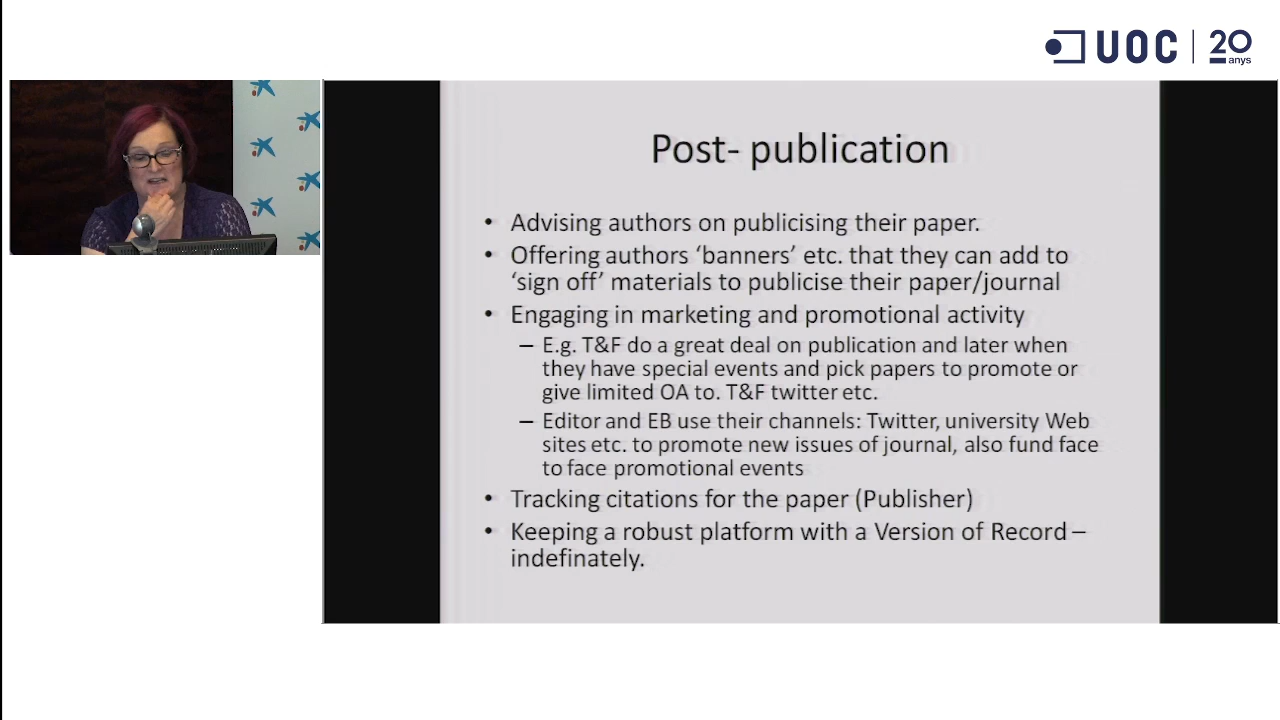 UOC 20 anys
Post- publication
• Advising authors on publicising their paper.
• Offering authors ‘banners’ etc. that they can add to
‘sign off’ materials to publicise their paper/journal
• Engaging in marketing and promotional activity
– E.g. T&F do a great deal on publication and later when
they have special events and pick papers to promote or
give limited OA to. T&F twitter etc.
– Editor and EB use their channels: Twitter, university Web
sites etc. to promote new issues of journal, also fund face
to face promotional events
• Tracking citations for the paper (Publisher)
• Keeping a robust platform with a Version of Record –
indefinately.